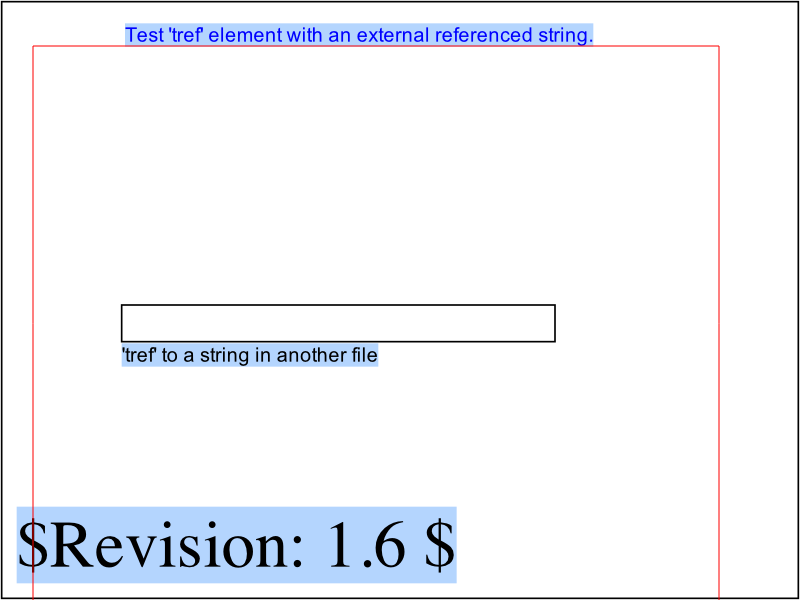 Test 'tref' element with an external referenced string.
'tref' to a string in another file
$Revision: 1.6 $